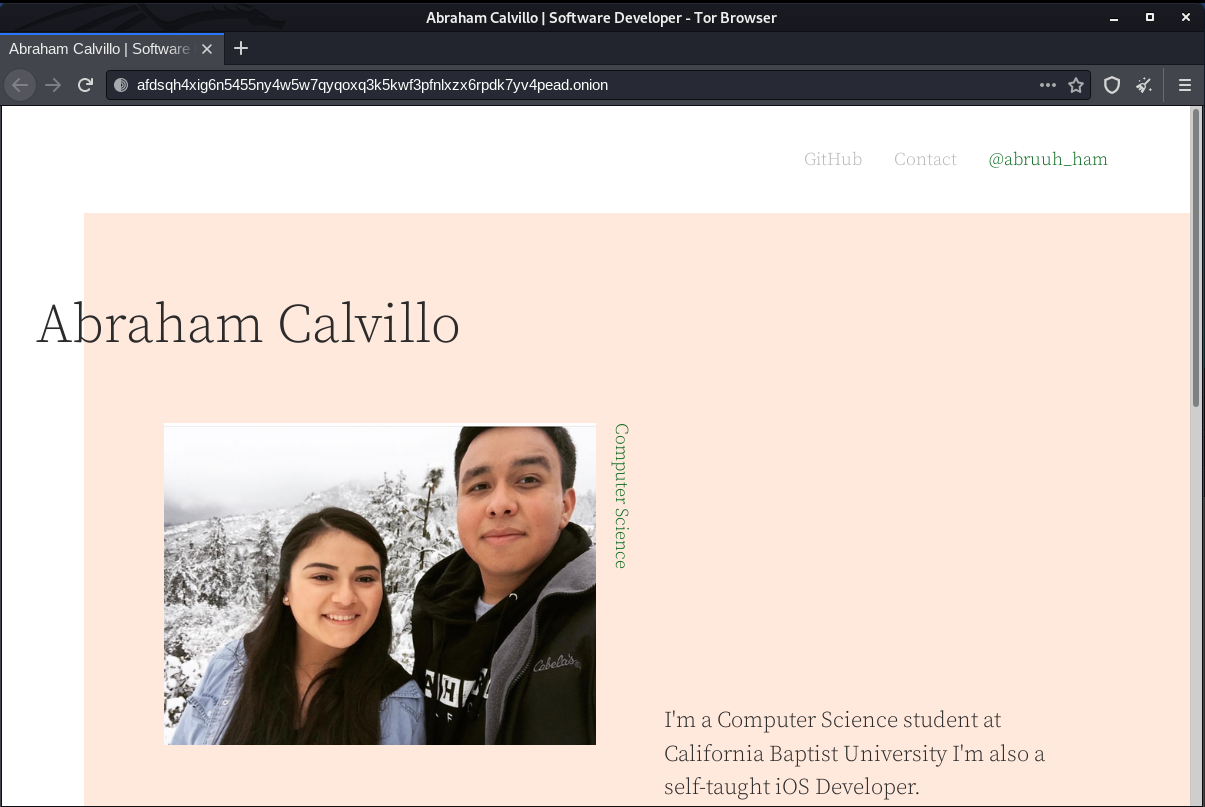 Abraham Calvillo | Software Developer - Tor Browser
Abraham Calvillo | Software
afdsqh4xig6n5455ny4w5w7qyqoxq3k5kwf3pfnlxzx6rpdk7yv4pead.onion
GitHub Contact @abruuh_ham
Abraham Calvillo
Computer Science
Cabela's
I'm a Computer Science student at
California Baptist University I'm also a
self-taught iOS Developer.